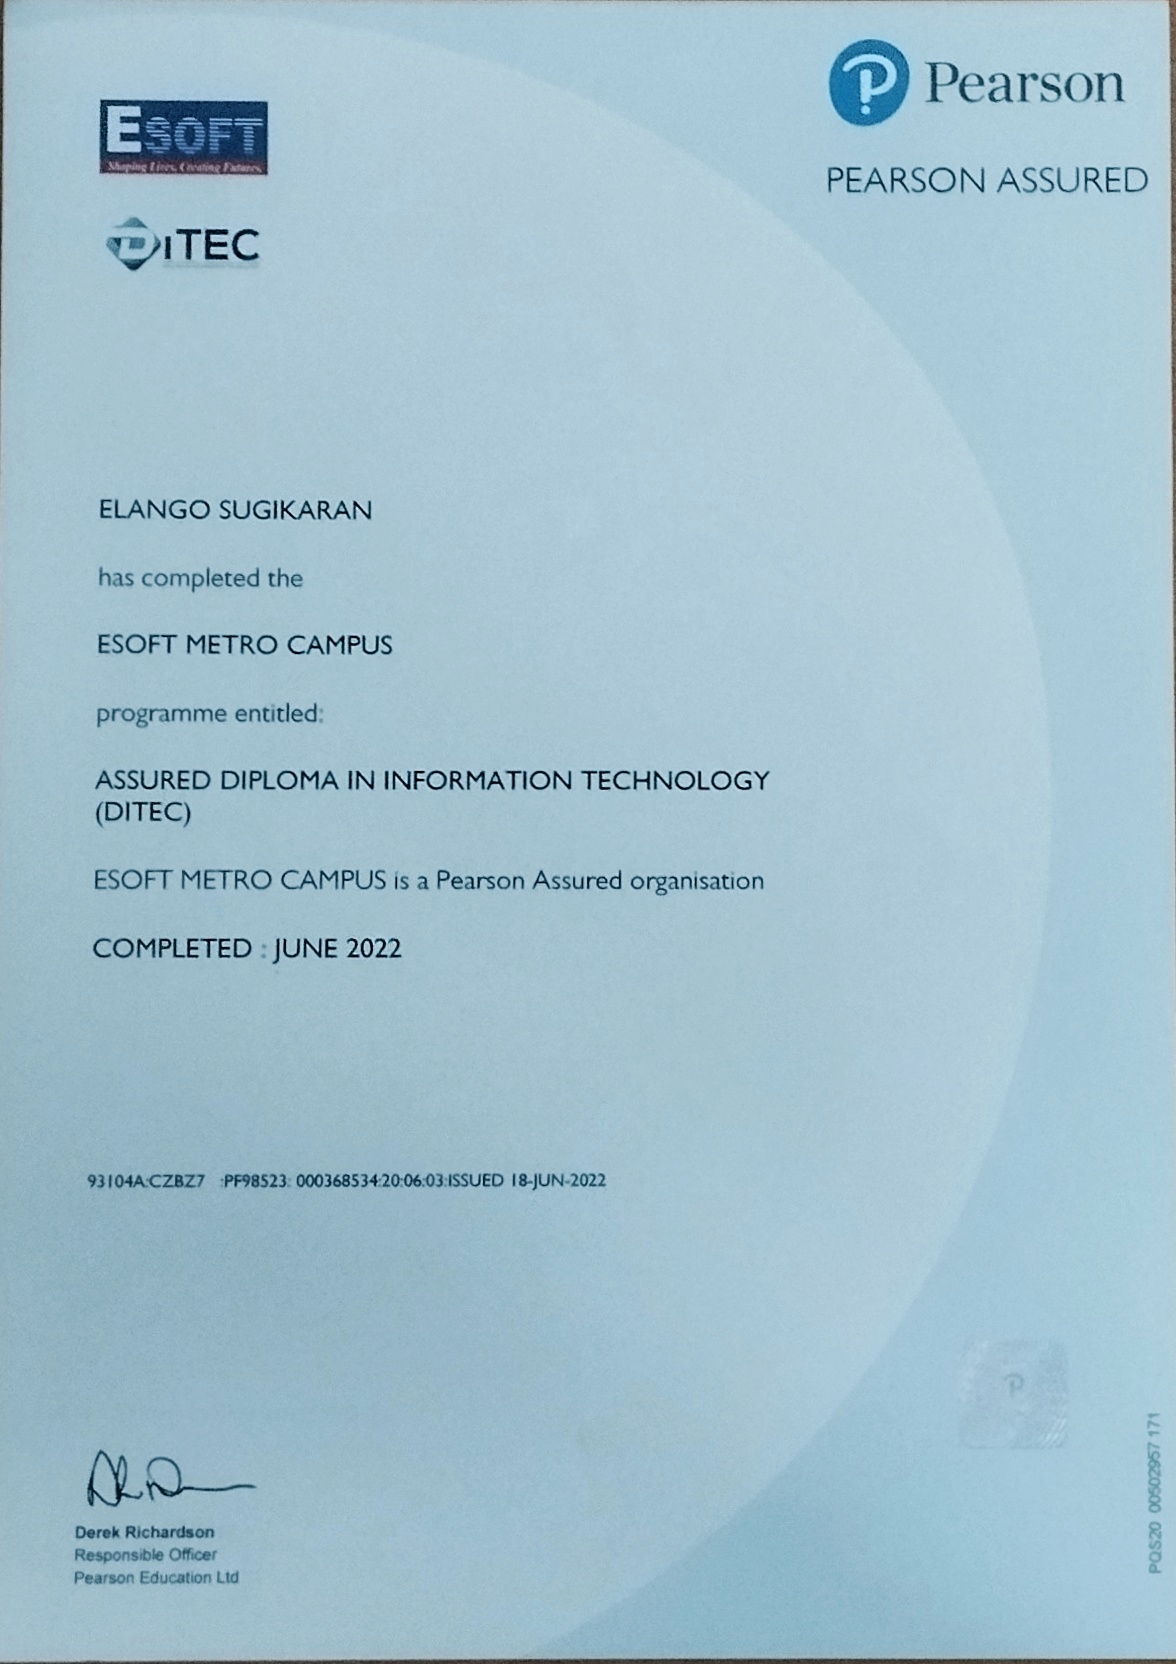 ESOFT
Shaping Lives, Creating Futures
DiTEC
Pearson
PEARSON ASSURED
ELANGO SUGIKARAN
has completed the
ESOFT METRO CAMPUS
programme entitled:
ASSURED DIPLOMA IN INFORMATION TECHNOLOGY
(DITEC)
ESOFT METRO CAMPUS is a Pearson Assured organisation
COMPLETED : JUNE 2022
93104A:CZBZ7 :PF98523: 000368534:20:06:03:ISSUED 18-JUN-2022
Derek Richardson
Responsible Officer
Pearson Education Ltd
PQS20 00502957 171